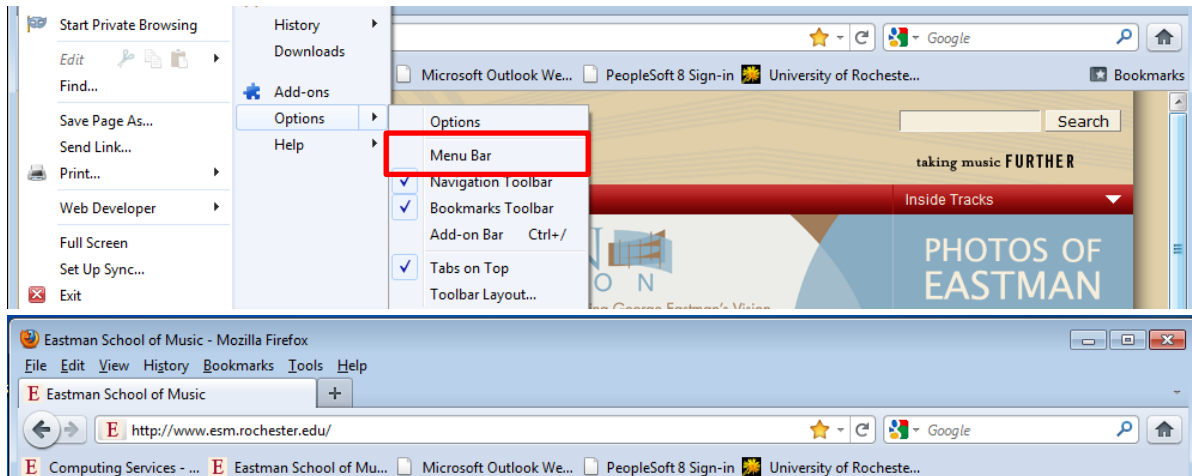 Start Private Browsing
Edit
Find...
Save Page As...
Send Link...
Print...
Web Developer
Full Screen
Set Up Sync...
Exit
History
Downloads
Add-ons
Options
Help
Options
Menu Bar
Navigation Toolbar
Bookmarks Toolbar
Add-on Bar Ctrl+/
Tabs on Top
Toolbar Layout...
Google
Microsoft Outlook We... PeopleSoft 8 Sign-in University of Rocheste... Bookmarks
Search
taking music FURTHER
Inside Tracks
PHOTOS OF
EASTMAN
N
O N
George Eastman's Vision
Eastman School of Music - Mozilla Firefox
File Edit View History Bookmarks Tools Help
E Eastman School of Music +
E http://www.esm.rochester.edu/ Google
E Computing Services - ... E Eastman School of Mu... Microsoft Outlook We... PeopleSoft 8 Sign-in University of Rocheste...